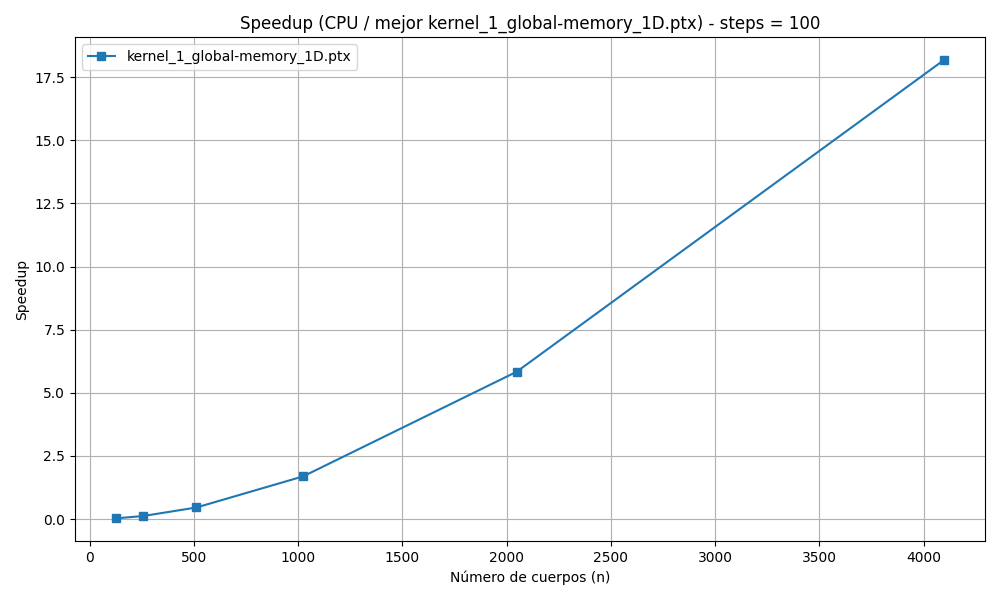 Speedup (CPU / mejor kernel_1_global-memory_1D.ptx) - steps = 100
kernel_1_global-memory_1D.ptx
17.5
15.0
12.5
10.0
7.5
5.0
2.5
0.0
Speedup
0 500 1000 1500 2000 2500 3000 3500 4000
Número de cuerpos (n)